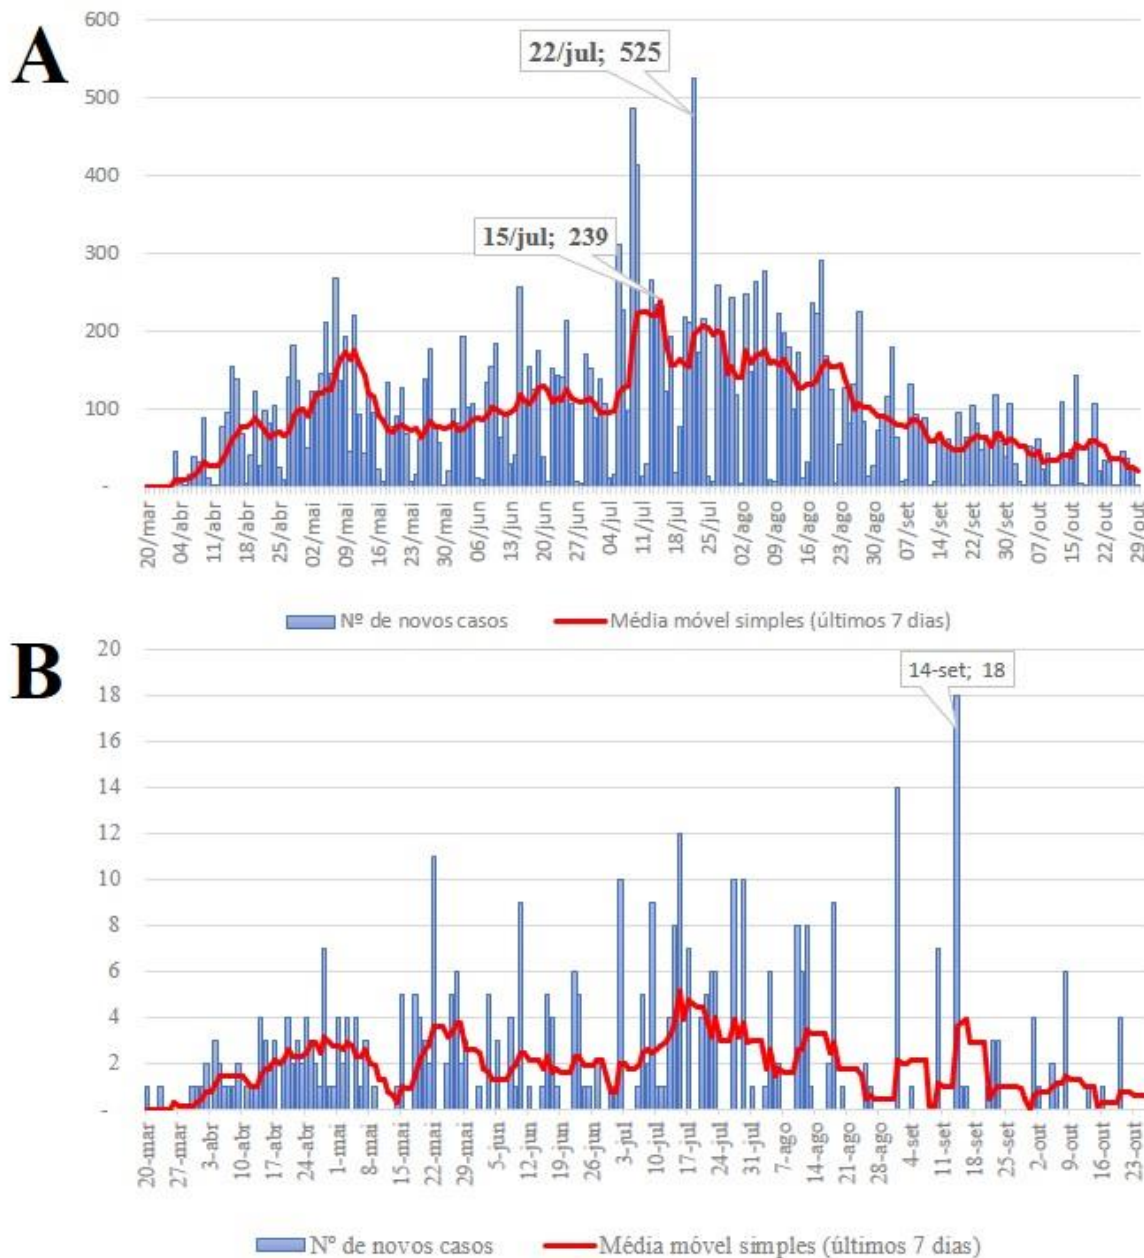 A
600
22/jul; 525
500
400
15/jul; 239
300
200
100
-
20/mar 04/abr 11/abr 18/abr 25/abr 02/mai 09/mai 16/mai 23/mai 30/mai 06/jun 13/jun 20/jun 27/jun 04/jul 11/jul 18/jul 25/jul 02/ago 09/ago 16/ago 23/ago 30/ago 07/set 14/set 22/set 30/set 07/out 15/out 22/out 29/out
Nº de novos casos Média móvel simples (últimos 7 dias)
B
20
14-set; 18
18
16
14
12
10
8
6
4
2
-
20-mar 27-mar 3-abr 10-abr 17-abr 24-abr 1-mai 8-mai 15-mai 22-mai 29-mai 5-jun 12-jun 19-jun 26-jun 3-jul 10-jul 17-jul 24-jul 31-jul 7-ago 14-ago 21-ago 28-ago 4-set 11-set 18-set 25-set 2-out 9-out 16-out 23-out
Nº de novos casos Média móvel simples (últimos 7 dias)